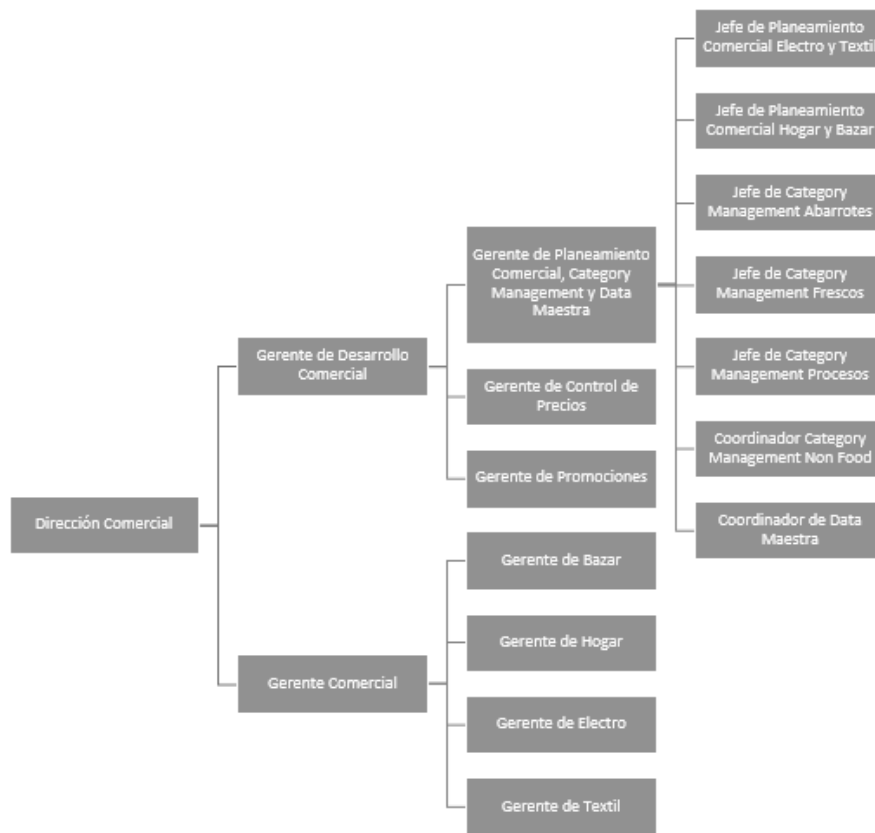 Jefe de Planeamiento
Comercial Electro y Textil
Jefe de Planeamiento
Comercial Hogar y Bazar
Jefe de Category
Management Abarrotes
Gerente de Planeamiento
Comercial, Category
Management y Data
Maestra
Jefe de Category
Management Frescos
Gerente de Desarrollo
Comercial
Jefe de Category
Management Procesos
Gerente de Control de
Precios
Coordinador Category
Management Non Food
Gerente de Promociones
Coordinador de Data
Maestra
Dirección Comercial
Gerente de Bazar
Gerente de Hogar
Gerente Comercial
Gerente de Electro
Gerente de Textil